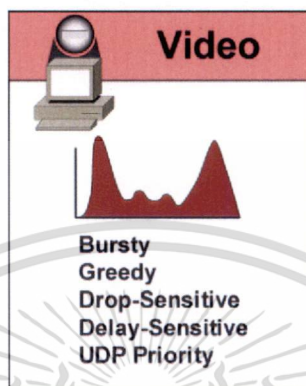 Video
Bursty
Greedy
Drop-Sensitive
Delay-Sensitive
UDP Priority